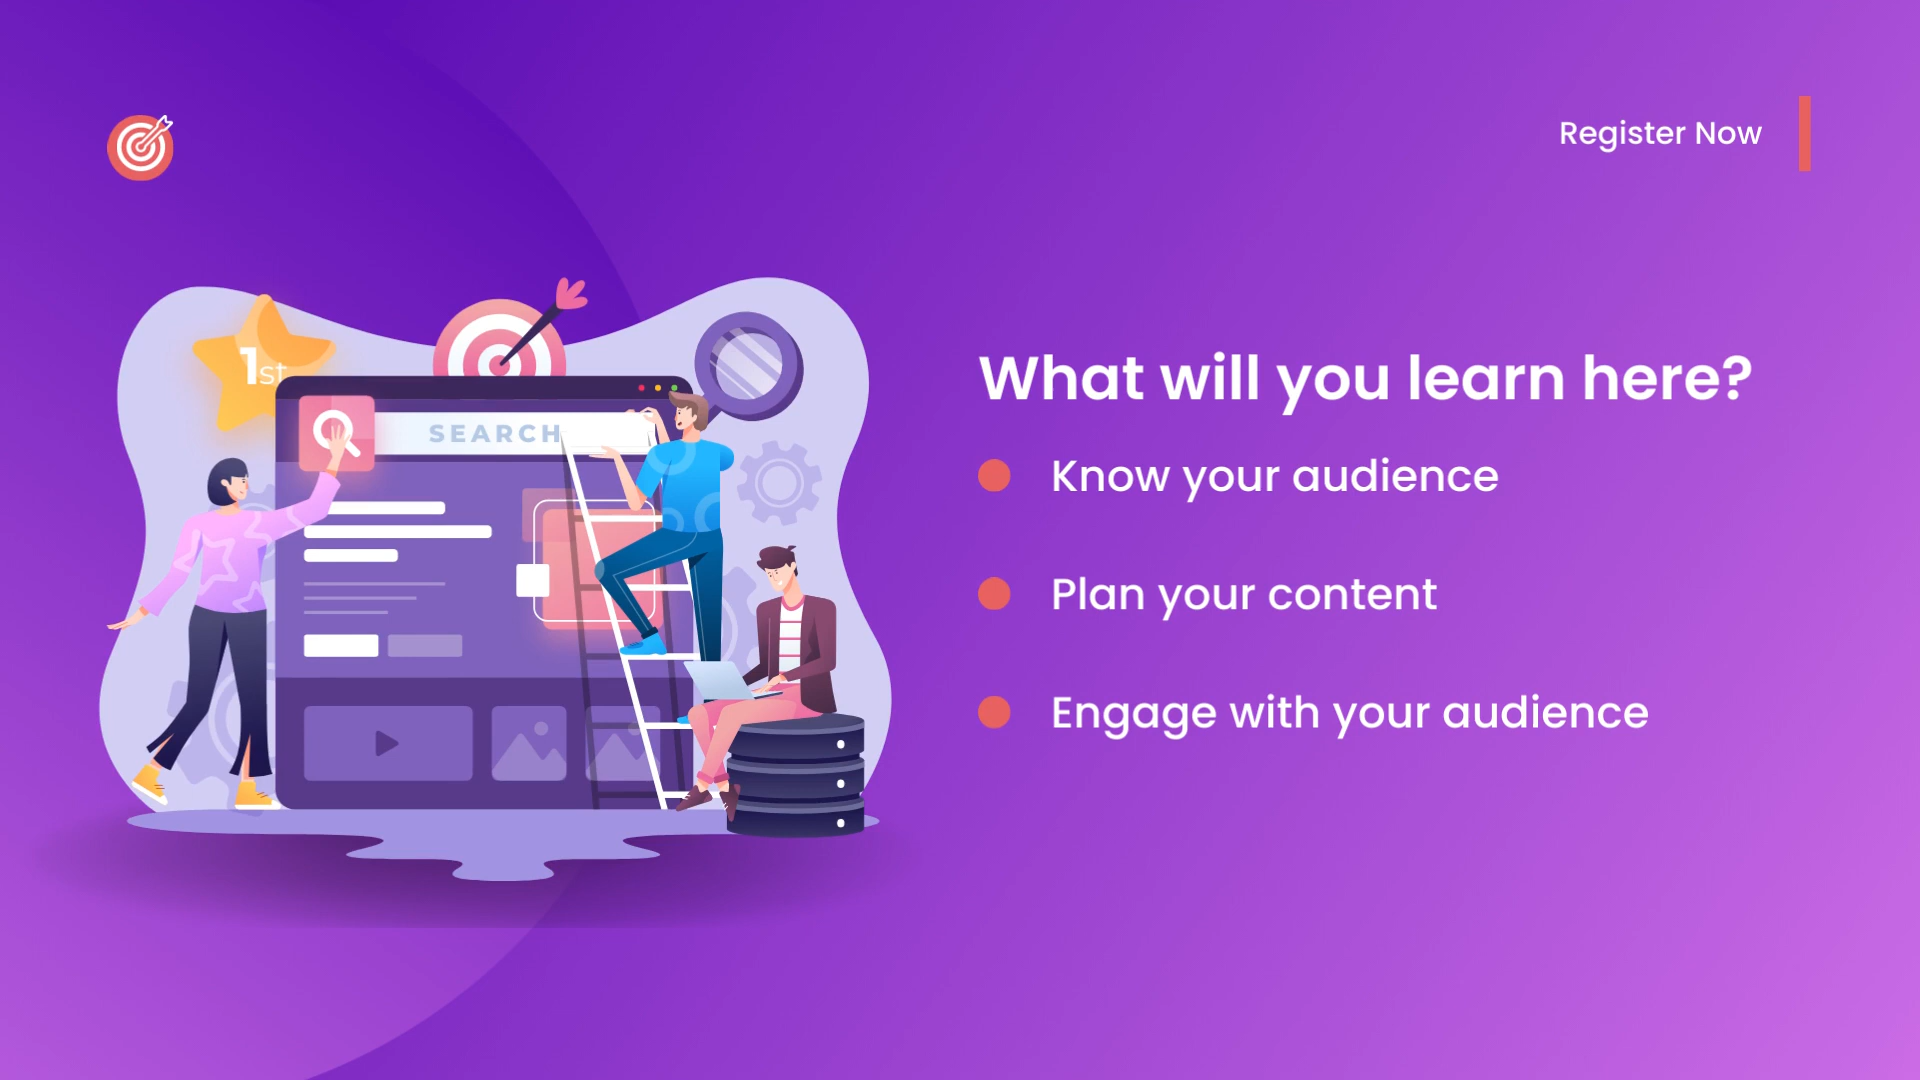 Register Now
1st
SEARCH
What will you learn here?
Know your audience
Plan your content
Engage with your audience